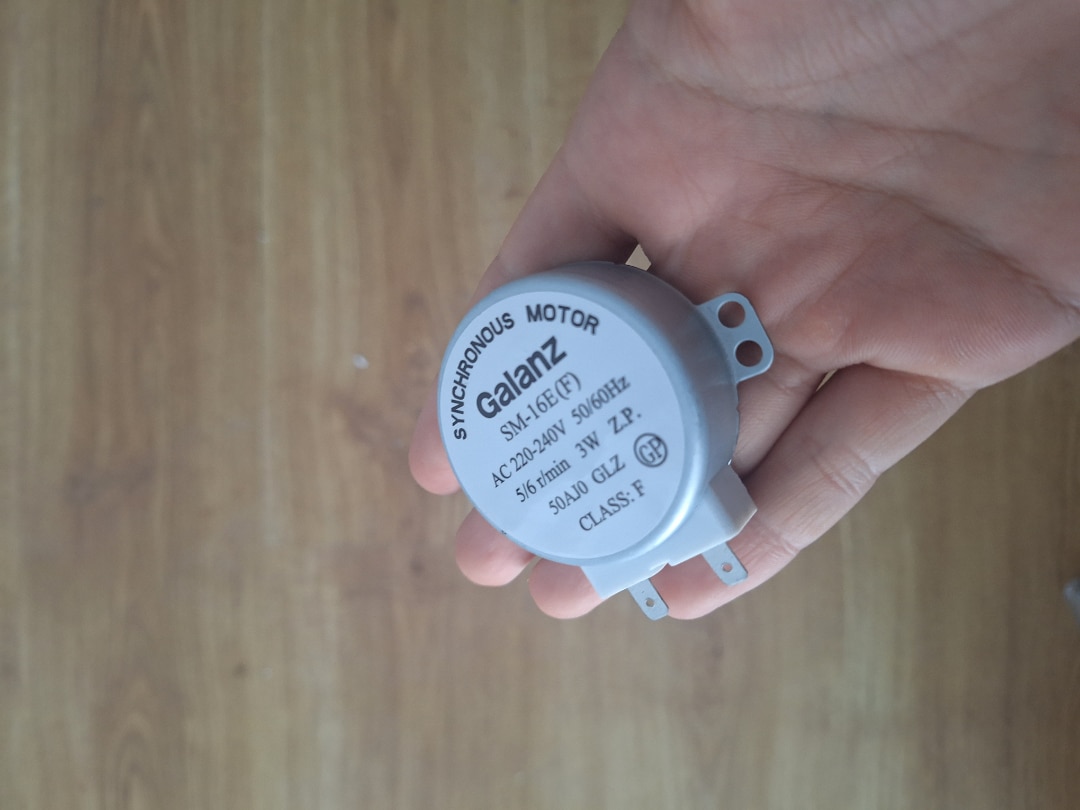 SYNCHRONOUS MOTOR
Galanz
SM-16E(F)
AC 220-240V 50/60Hz
5/6 r/min 3W Z.P.
50AJ0 GLZ GP
CLASS: F